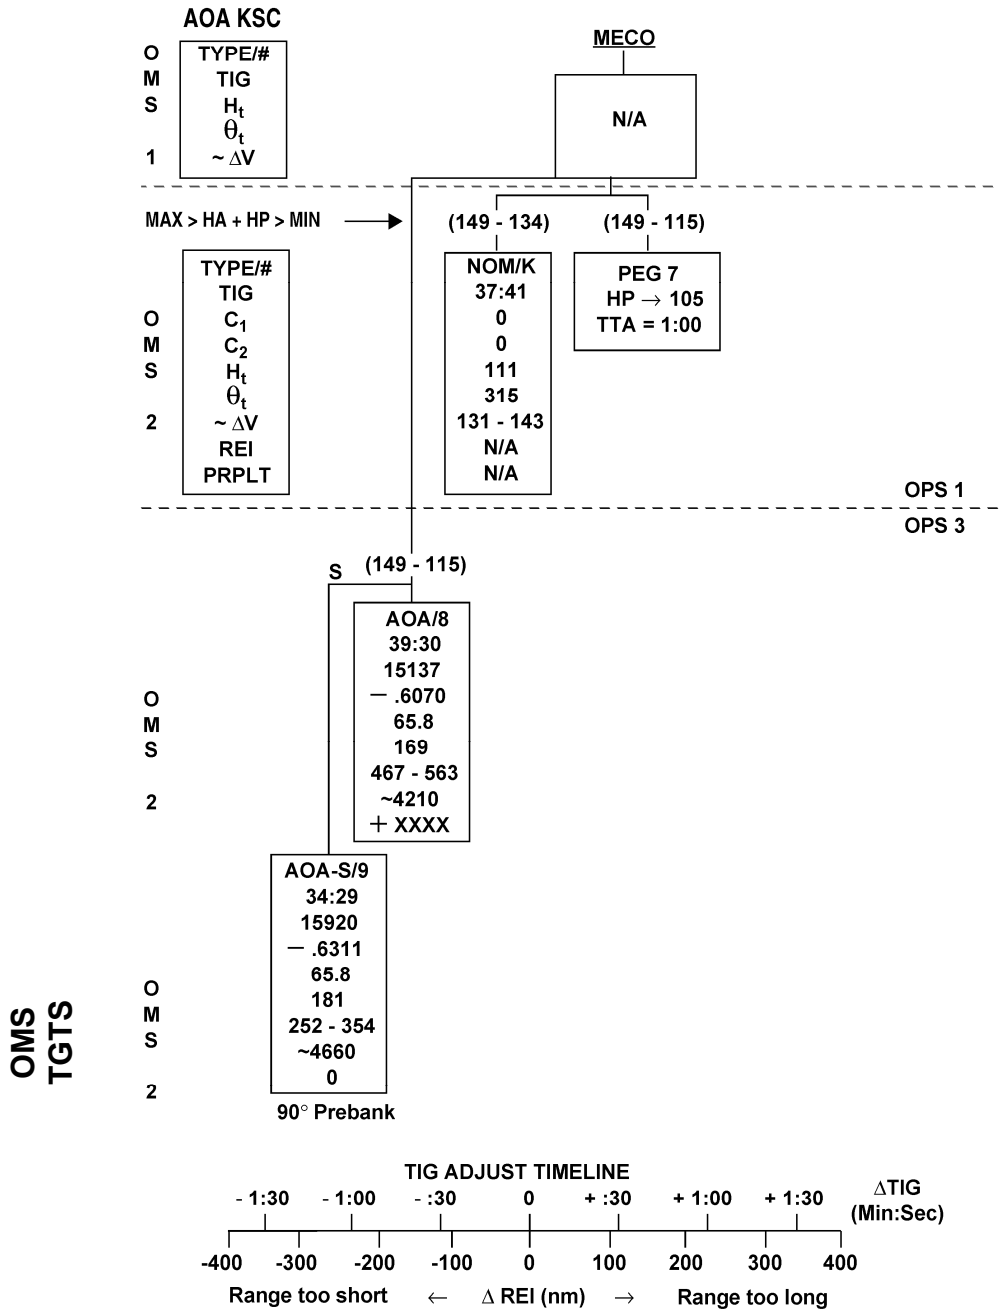 AOA KSC
MECO
O
M
S
1
TYPE/#
TIG
Ht
θt
~ ΔV
N/A
MAX > HA + HP > MIN
(149 - 134)
(149 - 115)
O
M
S
2
TYPE/#
TIG
C1
C2
Ht
θt
~ ΔV
REI
PRPLT
NOM/K
37:41
0
0
111
315
131 - 143
N/A
N/A
PEG 7
HP → 105
TTA = 1:00
OPS 1
OPS 3
S
(149 - 115)
O
M
S
2
AOA/8
39:30
15137
− .6070
65.8
169
467 - 563
~4210
+ XXXX
O
M
S
2
AOA-S/9
34:29
15920
− .6311
65.8
181
252 - 354
~4660
0
90° Prebank
OMS
TGTS
TIG ADJUST TIMELINE
- 1:30 - 1:00 - :30 0 + :30 + 1:00 + 1:30
ΔTIG
(Min:Sec)
-400 -300 -200 -100 0 100 200 300 400
Range too short ← Δ REI (nm) → Range too long